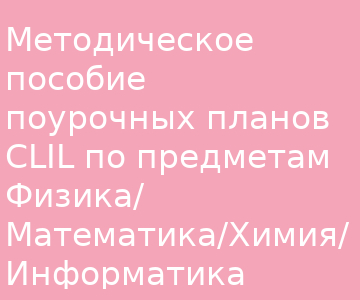 Методическое
пособие
поурочных планов
CLIL по предметам
Физика/
Математика/Химия/
Информатика